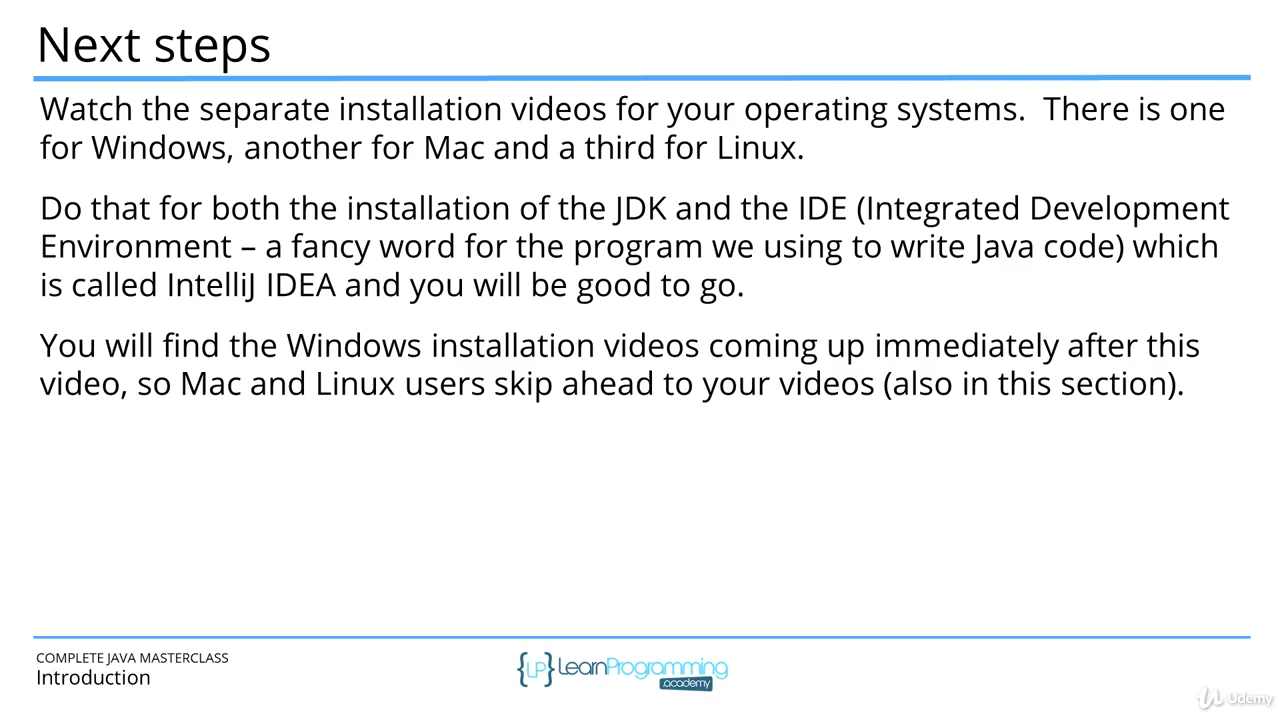 Next steps
Watch the separate installation videos for your operating systems.  There is one
for Windows, another for Mac and a third for Linux.
Do that for both the installation of the JDK and the IDE (Integrated Development
Environment – a fancy word for the program we using to write Java code) which
is called IntelliJ IDEA and you will be good to go.
You will find the Windows installation videos coming up immediately after this
video, so Mac and Linux users skip ahead to your videos (also in this section).
COMPLETE JAVA MASTERCLASS
Introduction
{LP} LearnProgramming
.academy
Udemy